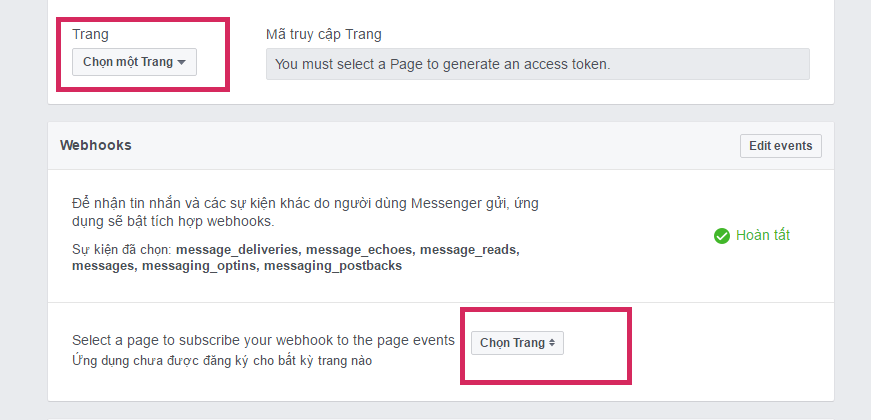 Trang
Chọn một Trang
Mã truy cập Trang
You must select a Page to generate an access token.
Webhooks
Edit events
Để nhận tin nhắn và các sự kiện khác do người dùng Messenger gửi, ứng
dụng sẽ bật tích hợp webhooks.
Sự kiện đã chọn: message_deliveries, message_echoes, message_reads,
messages, messaging_optins, messaging_postbacks
Hoàn tất
Select a page to subscribe your webhook to the page events
Chọn Trang
Ứng dụng chưa được đăng ký cho bất kỳ trang nào